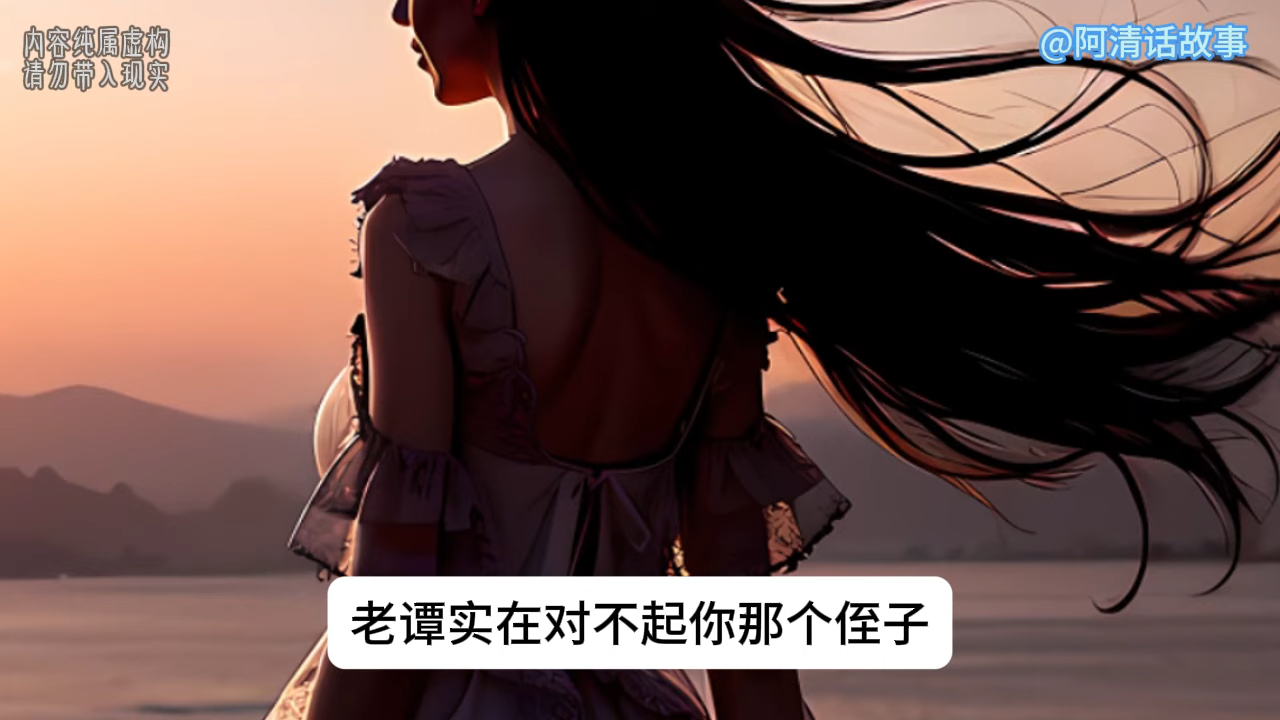 内容纯属虚构
请勿带入现实
@阿清话故事
老谭实在对不起你那个侄子